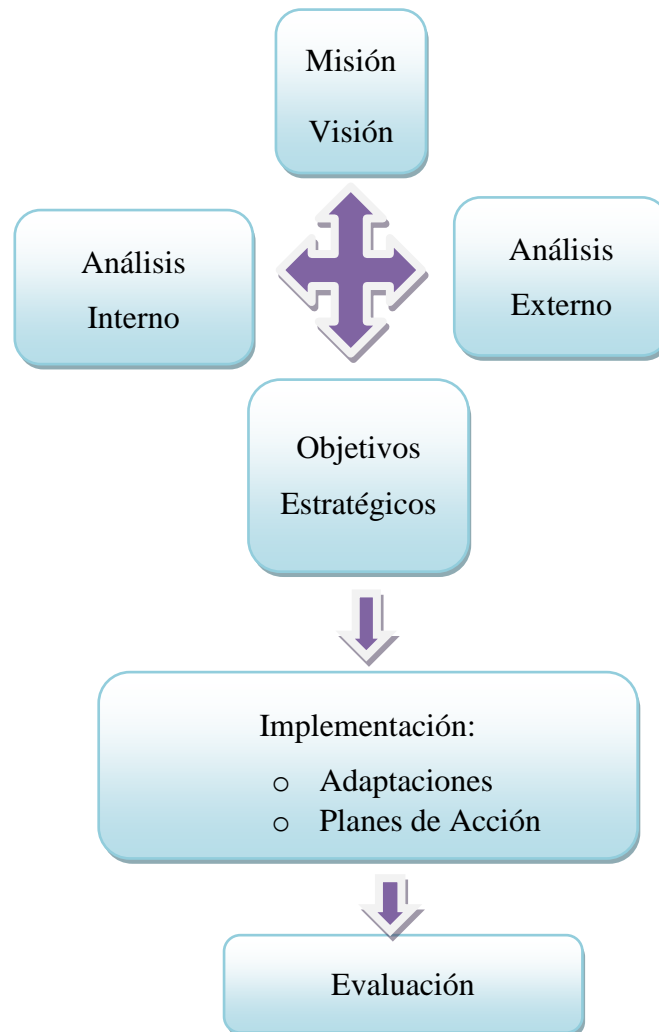 Misión
Visión
Análisis
Interno
Análisis
Externo
Objetivos
Estratégicos
Implementación:
o Adaptaciones
o Planes de Acción
Evaluación